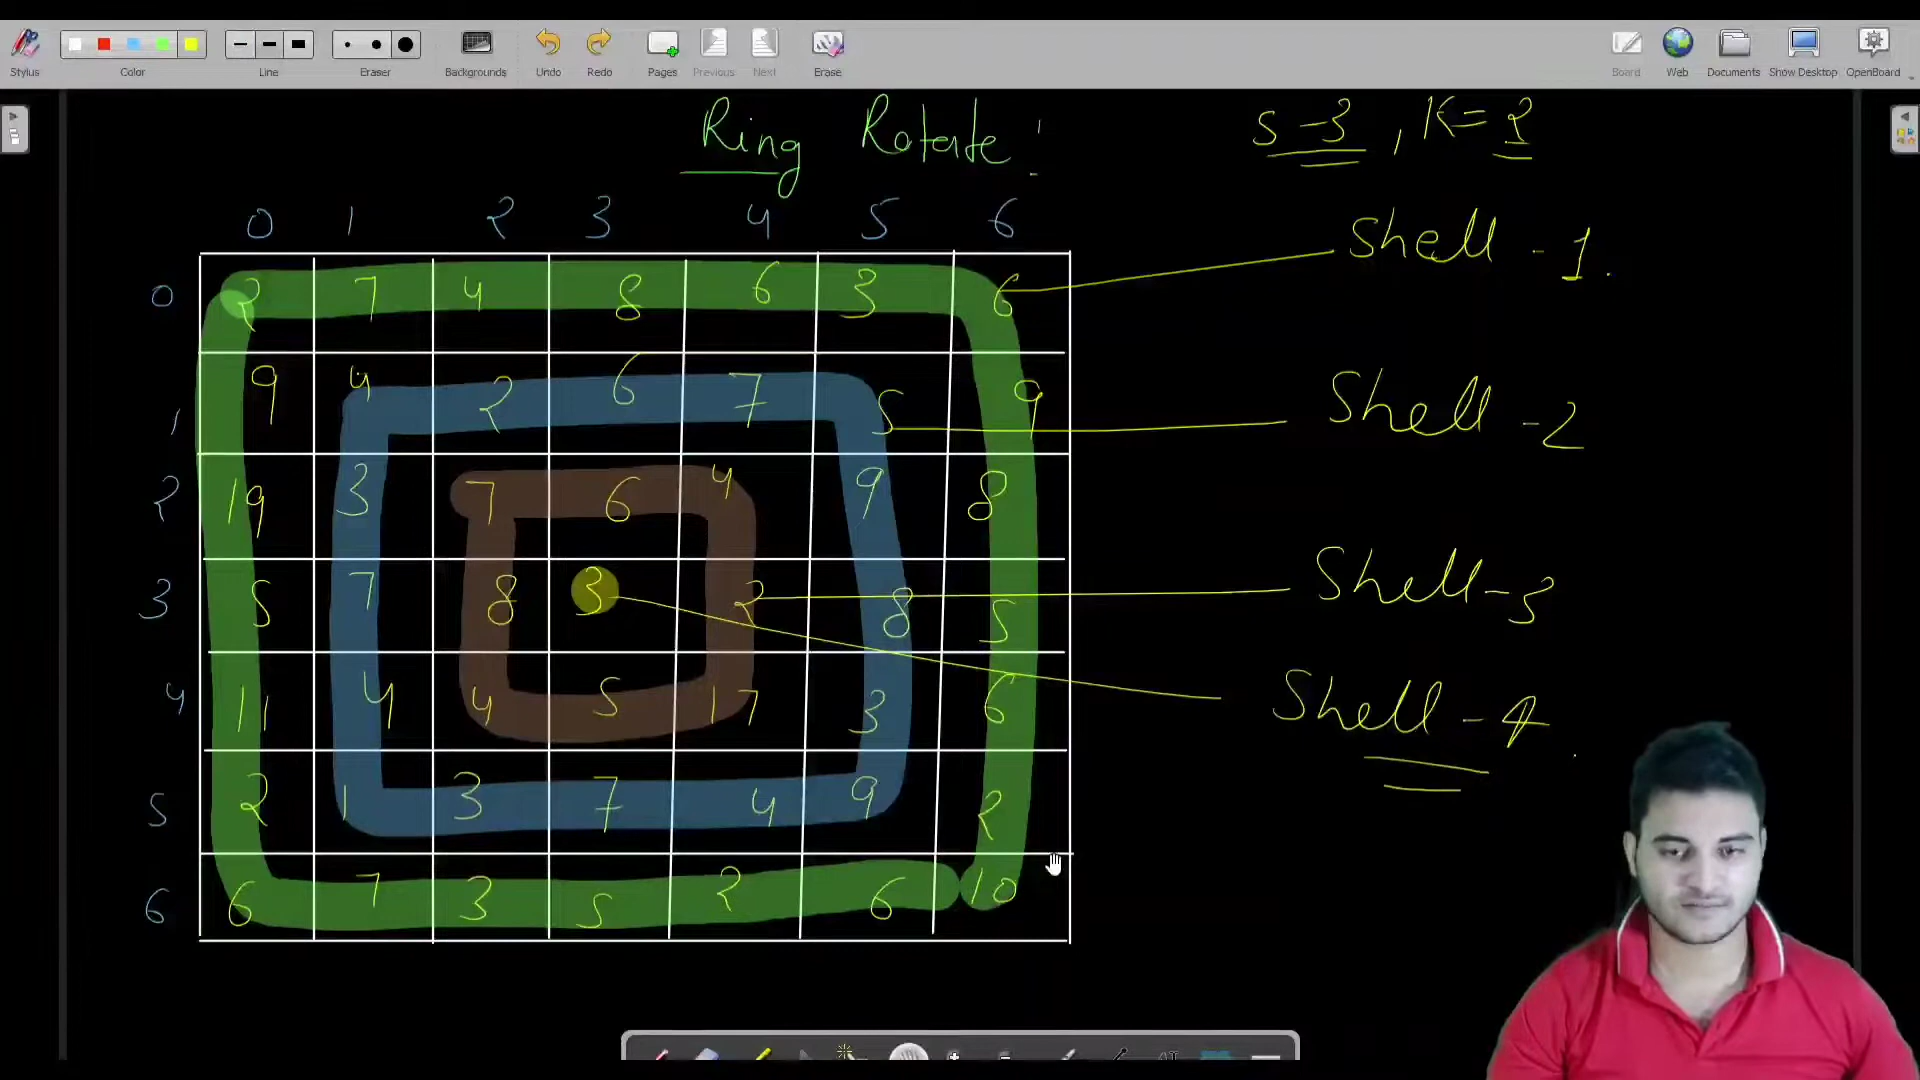 Stylus Color Line Eraser Backgrounds Undo Redo Pages Previous Next Erase Board Web Documents Show Desktop OpenBoard
Ring Rotate :
S-3 , K=2
0 1 2 3 4 5 6
0 2 7 4 8 6 3 6
1 9 4 2 6 7 5 9
2 19 3 7 6 4 9 8
3 5 7 8 3 2 8 5
4 11 4 4 5 17 3 6
5 2 1 3 7 4 9 2
6 6 7 3 5 2 6 10
Shell - 1.
Shell - 2
Shell - 3
Shell - 4